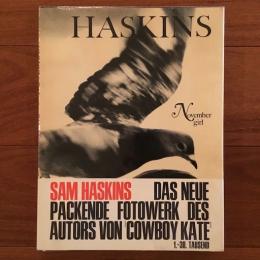 HASKINS
November
girl
SAM HASKINS DAS NEUE
PACKENDE FOTOWERK DES
AUTORS VON COWBOY KATE
1.-30. TAUSEND